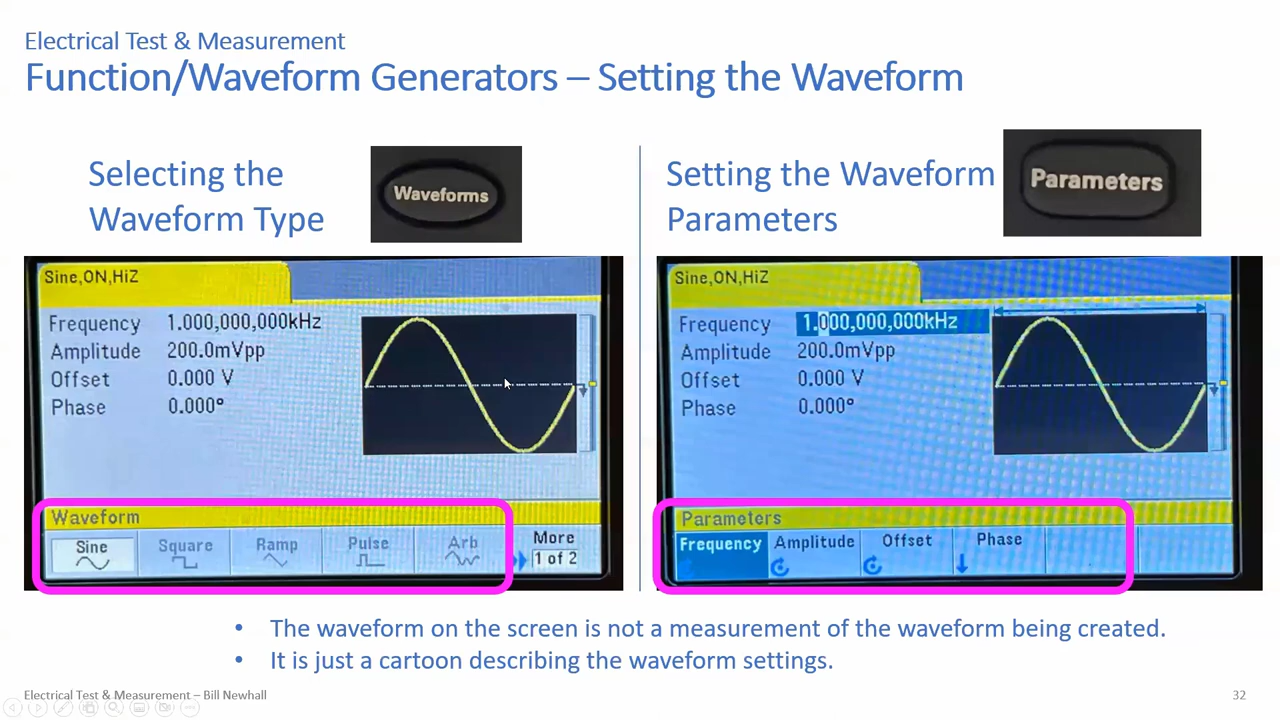 Electrical Test & Measurement
Function/Waveform Generators – Setting the Waveform
Selecting the
Waveform Type
Waveforms
Sine,ON,HiZ
Frequency 1.000,000,000kHz
Amplitude 200.0mVpp
Offset 0.000 V
Phase 0.000°
Waveform
Sine Square Ramp Pulse Arb More
1 of 2
Setting the Waveform
Parameters
Parameters
Sine,ON,HiZ
Frequency 1.000,000,000kHz
Amplitude 200.0mVpp
Offset 0.000 V
Phase 0.000°
Parameters
Frequency Amplitude Offset Phase
• The waveform on the screen is not a measurement of the waveform being created.
• It is just a cartoon describing the waveform settings.
Electrical Test & Measurement – Bill Newhall
32